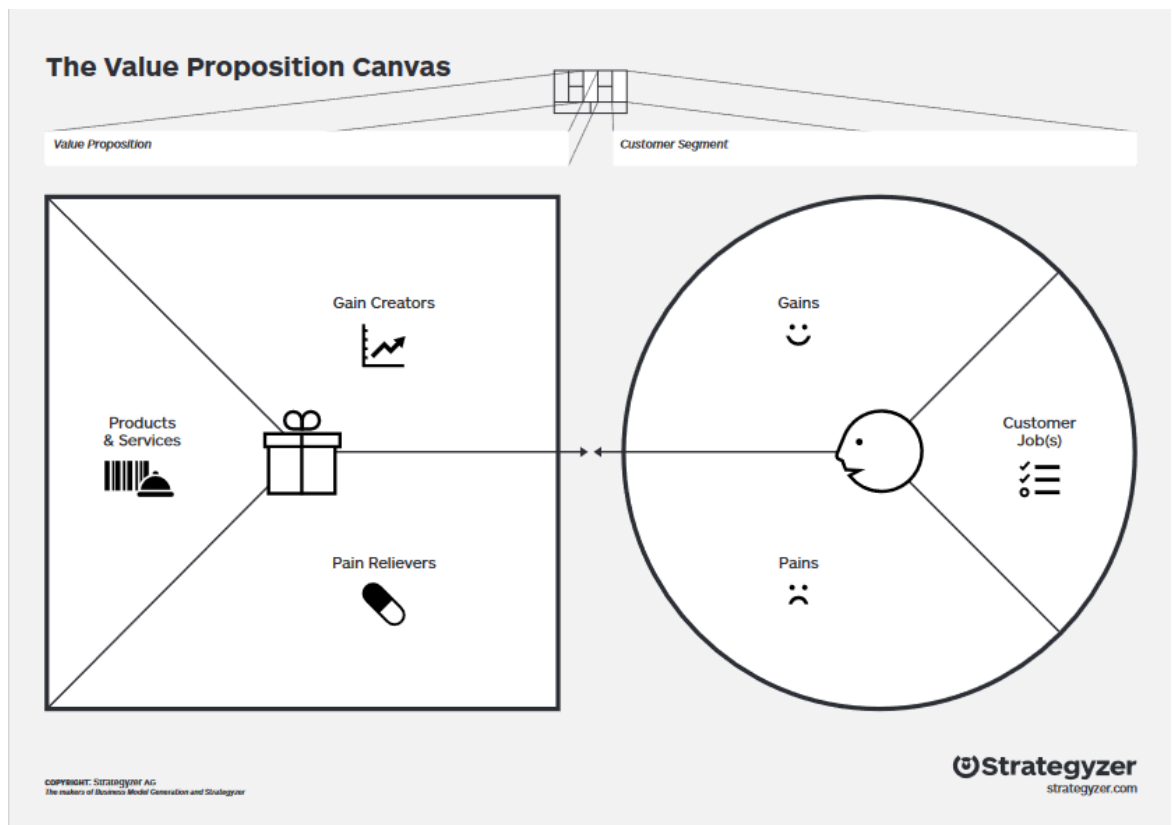 The Value Proposition Canvas
Value Proposition
Customer Segment
Gain Creators
Gains
Products
& Services
Customer
Job(s)
Pain Relievers
Pains
COPYRIGHT: Strategyzer AG
The makers of Business Model Generation and Strategyzer
Strategyzer
strategyzer.com